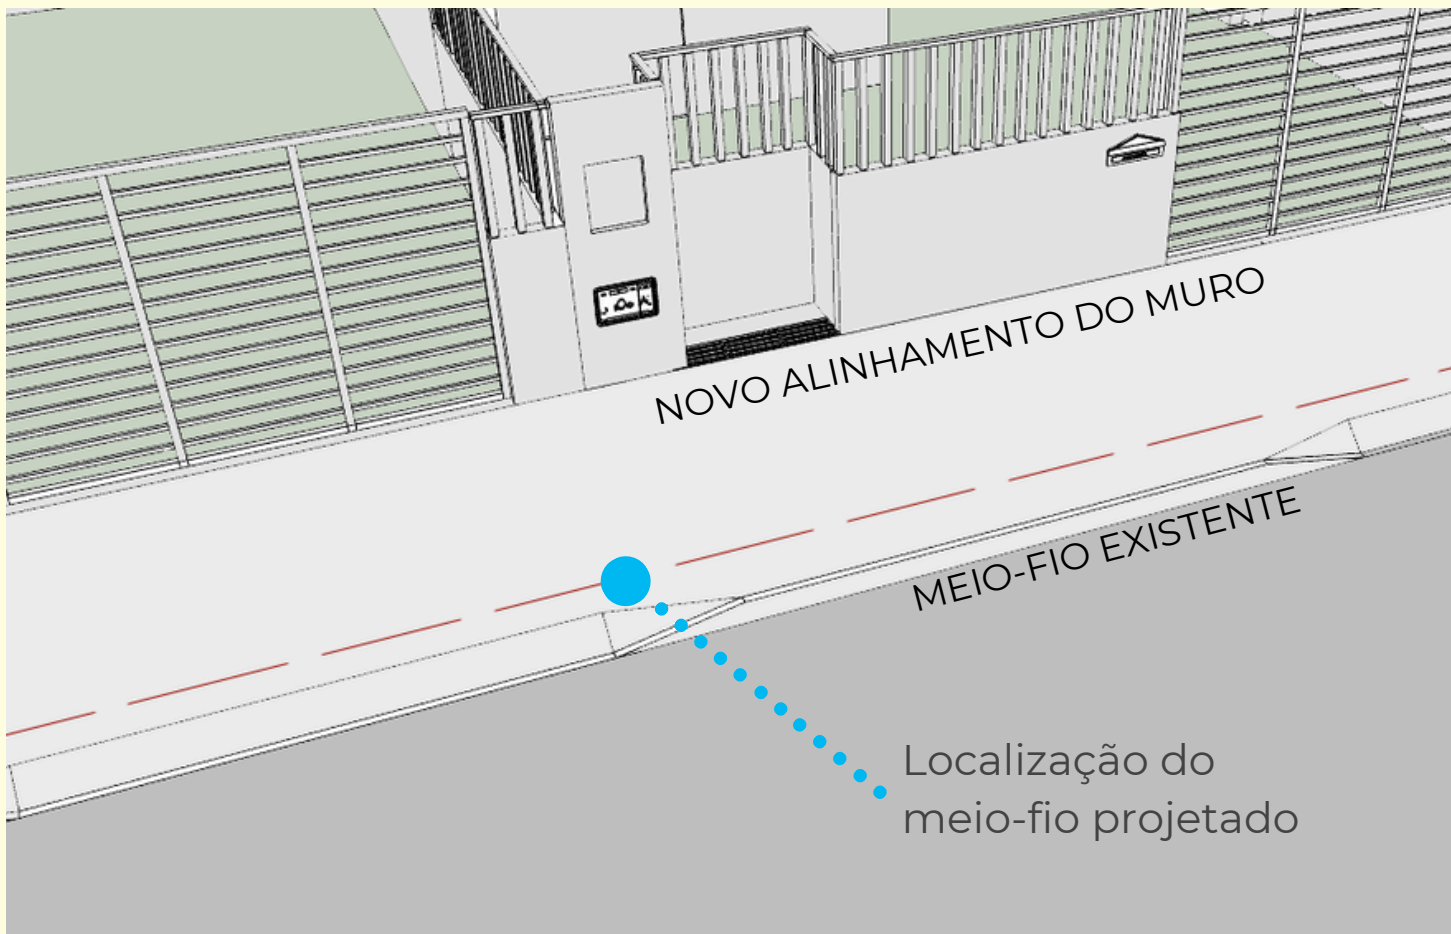 NOVO ALINHAMENTO DO MURO
MEIO-FIO EXISTENTE
Localização do
meio-fio projetado